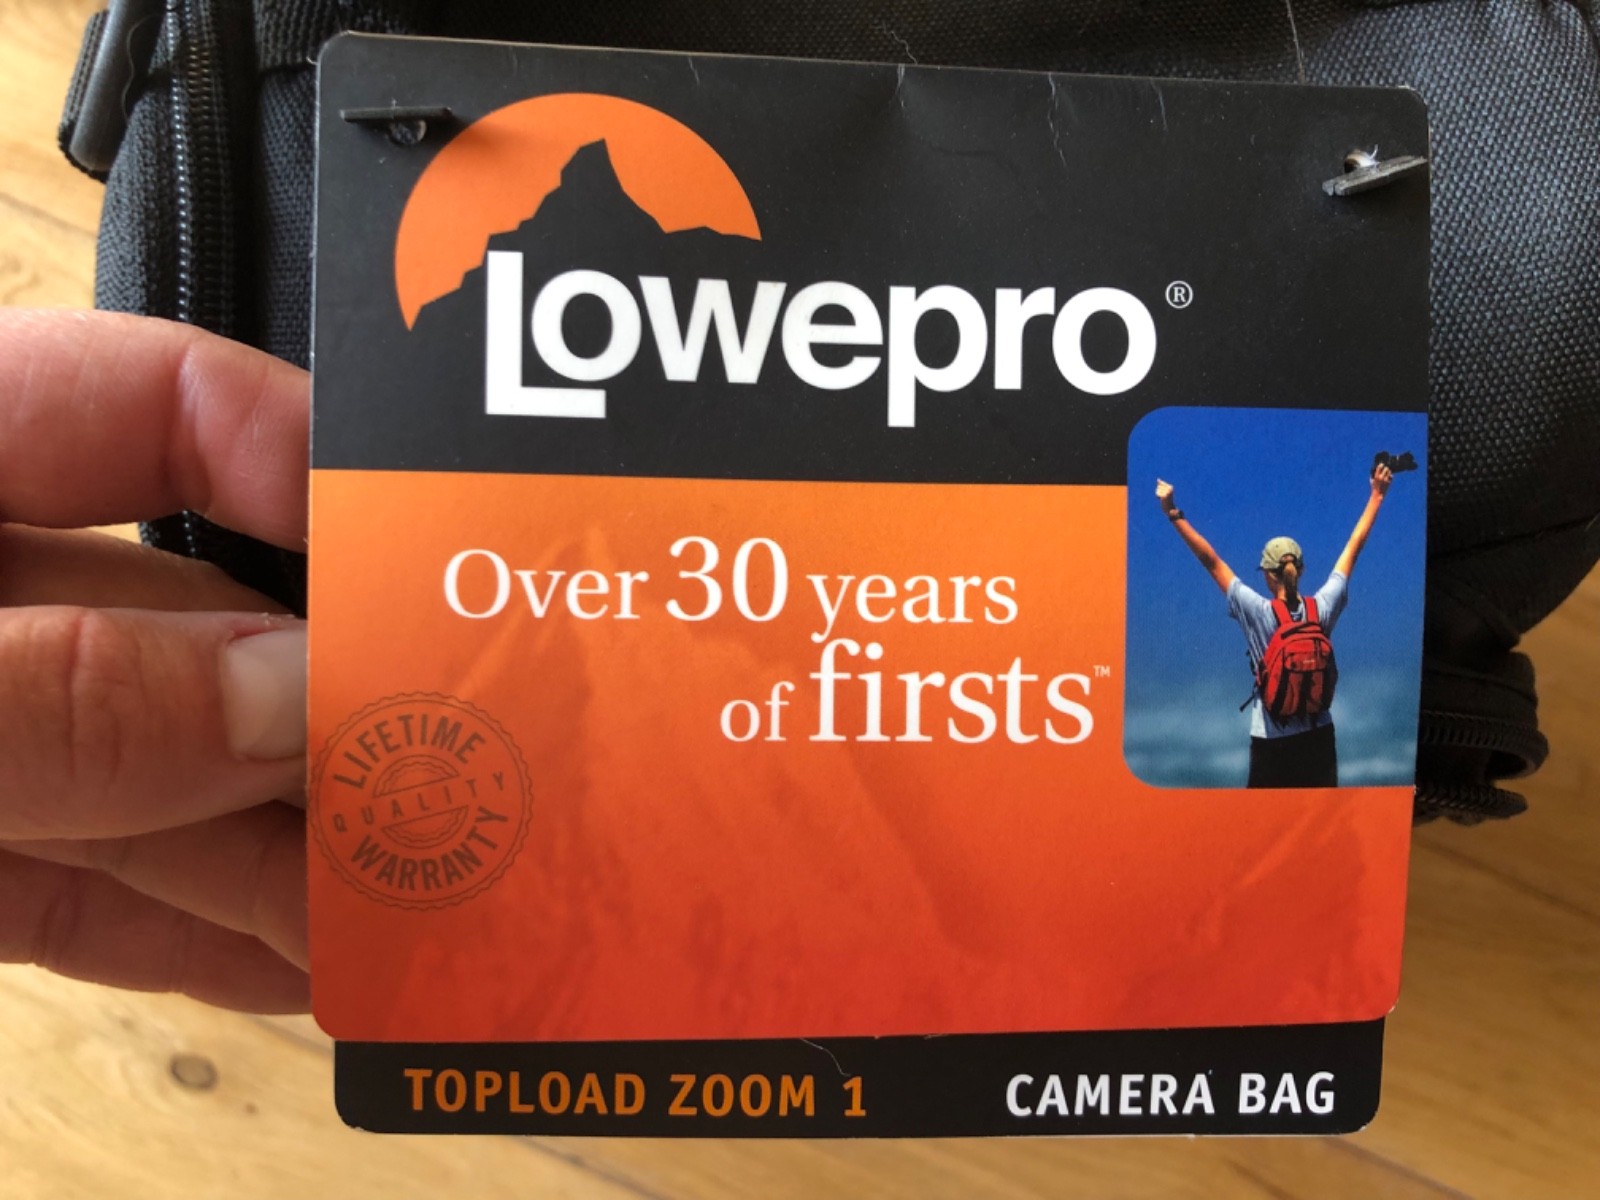 Lowepro®
Over 30 years
of firsts™
LIFETIME
QUALITY
WARRANTY
TOPLOAD ZOOM 1 CAMERA BAG